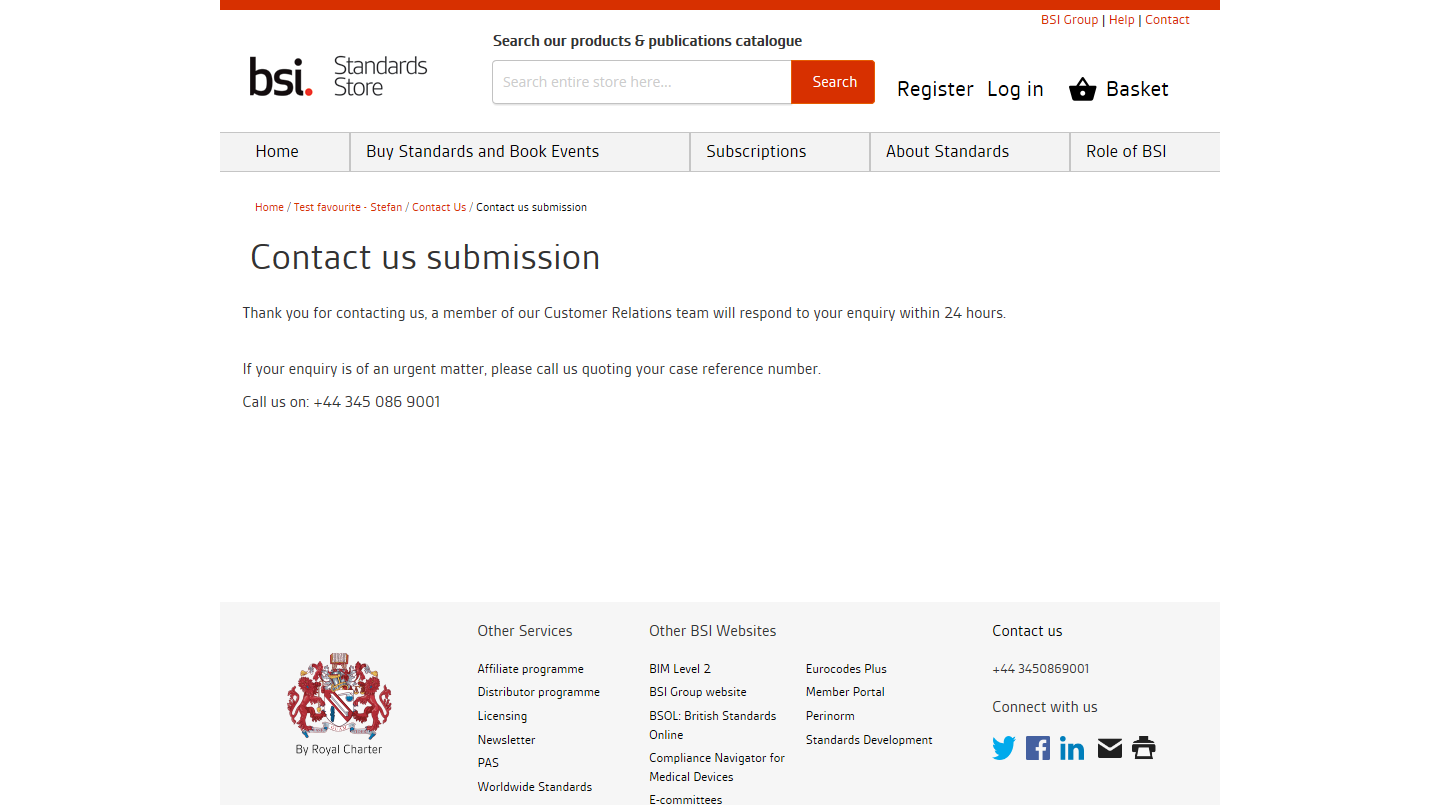 BSI Group | Help | Contact
Search our products & publications catalogue
bsi. Standards Store
Search entire store here...
Search
Register Log in Basket
Home Buy Standards and Book Events Subscriptions About Standards Role of BSI
Home / Test favourite - Stefan / Contact Us / Contact us submission
Contact us submission
Thank you for contacting us, a member of our Customer Relations team will respond to your enquiry within 24 hours.
If your enquiry is of an urgent matter, please call us quoting your case reference number.
Call us on: +44 345 086 9001
By Royal Charter
Other Services
Affiliate programme
Distributor programme
Licensing
Newsletter
PAS
Worldwide Standards
Other BSI Websites
BIM Level 2
BSI Group website
BSOL: British Standards
Online
Compliance Navigator for
Medical Devices
E-committees
Eurocodes Plus
Member Portal
Perinorm
Standards Development
Contact us
+44 3450869001
Connect with us